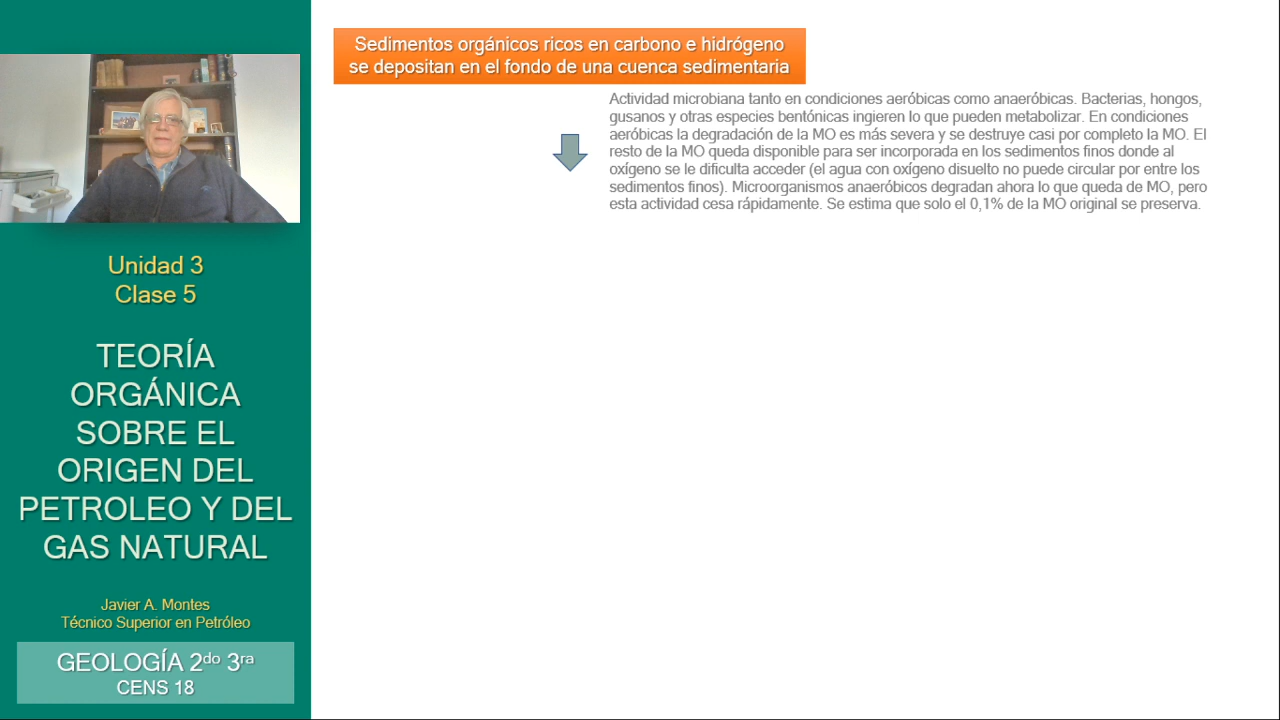 Sedimentos orgánicos ricos en carbono e hidrógeno
se depositan en el fondo de una cuenca sedimentaria
Actividad microbiana tanto en condiciones aeróbicas como anaeróbicas. Bacterias, hongos,
gusanos y otras especies bentónicas ingieren lo que pueden metabolizar. En condiciones
aeróbicas la degradación de la MO es más severa y se destruye casi por completo la MO. El
resto de la MO queda disponible para ser incorporada en los sedimentos finos donde al
oxígeno se le dificulta acceder (el agua con oxígeno disuelto no puede circular por entre los
sedimentos finos). Microorganismos anaeróbicos degradan ahora lo que queda de MO, pero
esta actividad cesa rápidamente. Se estima que solo el 0,1% de la MO original se preserva.
Unidad 3
Clase 5
TEORÍA
ORGÁNICA
SOBRE EL
ORIGEN DEL
PETROLEO Y DEL
GAS NATURAL
Javier A. Montes
Técnico Superior en Petróleo
GEOLOGÍA 2do 3ra
CENS 18